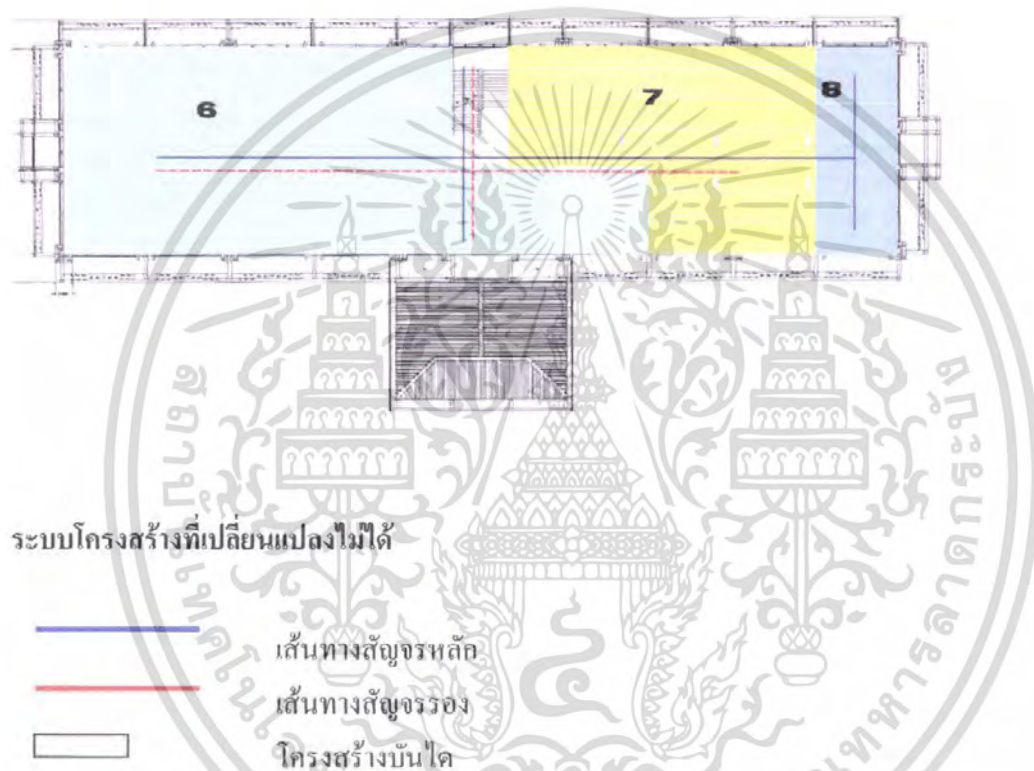 6
7
8
ระบบโครงสร้างที่เปลี่ยนแปลงไม่ได้
เส้นทางสัญจรหลัก
เส้นทางสัญจรรอง
โครงสร้างบันได